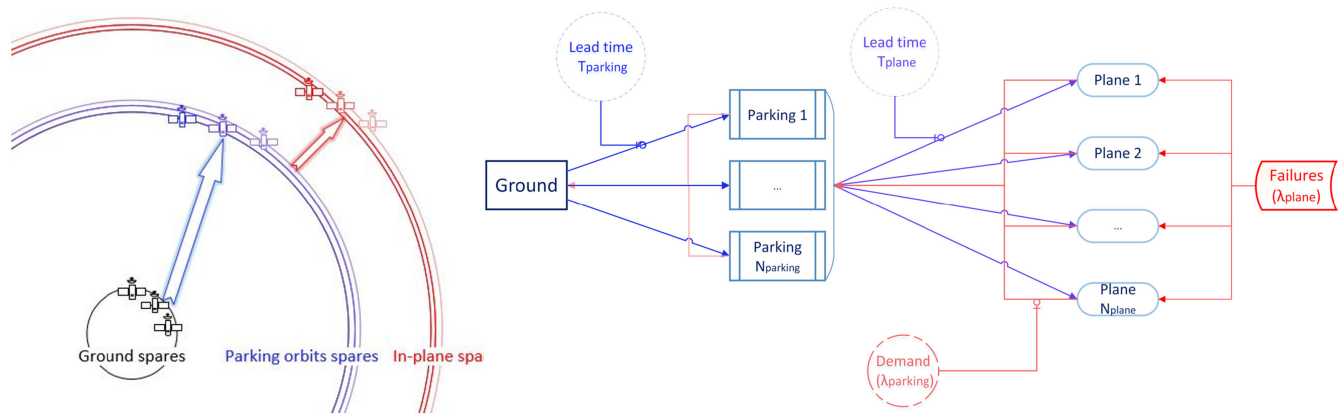 Ground spares
Parking orbits spares
In-plane spa
Lead time
Tparking
Ground
Parking 1
...
Parking
Nparking
Lead time
Tplane
Plane 1
Plane 2
...
Plane
Nplane
Failures
(λplane)
Demand
(λparking)